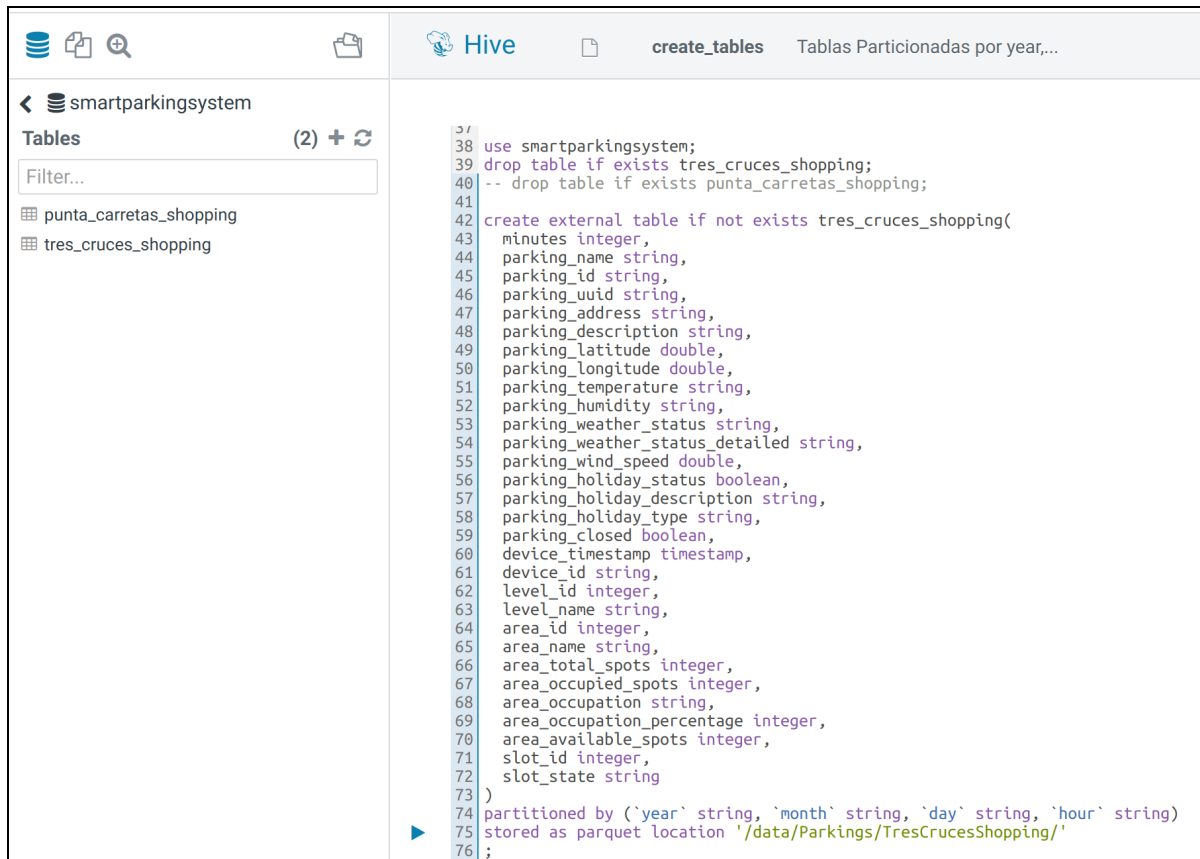 Hive
create_tables
Tablas Particionadas por year,...
smartparkingsystem
Tables
(2)
Filter...
punta_carretas_shopping
tres_cruces_shopping
37
38 use smartparkingsystem;
39 drop table if exists tres_cruces_shopping;
40 -- drop table if exists punta_carretas_shopping;
41
42 create external table if not exists tres_cruces_shopping(
43 minutes integer,
44 parking_name string,
45 parking_id string,
46 parking_uuid string,
47 parking_address string,
48 parking_description string,
49 parking_latitude double,
50 parking_longitude double,
51 parking_temperature string,
52 parking_humidity string,
53 parking_weather_status string,
54 parking_weather_status_detailed string,
55 parking_wind_speed double,
56 parking_holiday_status boolean,
57 parking_holiday_description string,
58 parking_holiday_type string,
59 parking_closed boolean,
60 device_timestamp timestamp,
61 device_id string,
62 level_id integer,
63 level_name string,
64 area_id integer,
65 area_name string,
66 area_total_spots integer,
67 area_occupied_spots integer,
68 area_occupation string,
69 area_occupation_percentage integer,
70 area_available_spots integer,
71 slot_id integer,
72 slot_state string
73 )
74 partitioned by (`year` string, `month` string, `day` string, `hour` string)
75 stored as parquet location '/data/Parkings/TresCrucesShopping/'
76 ;